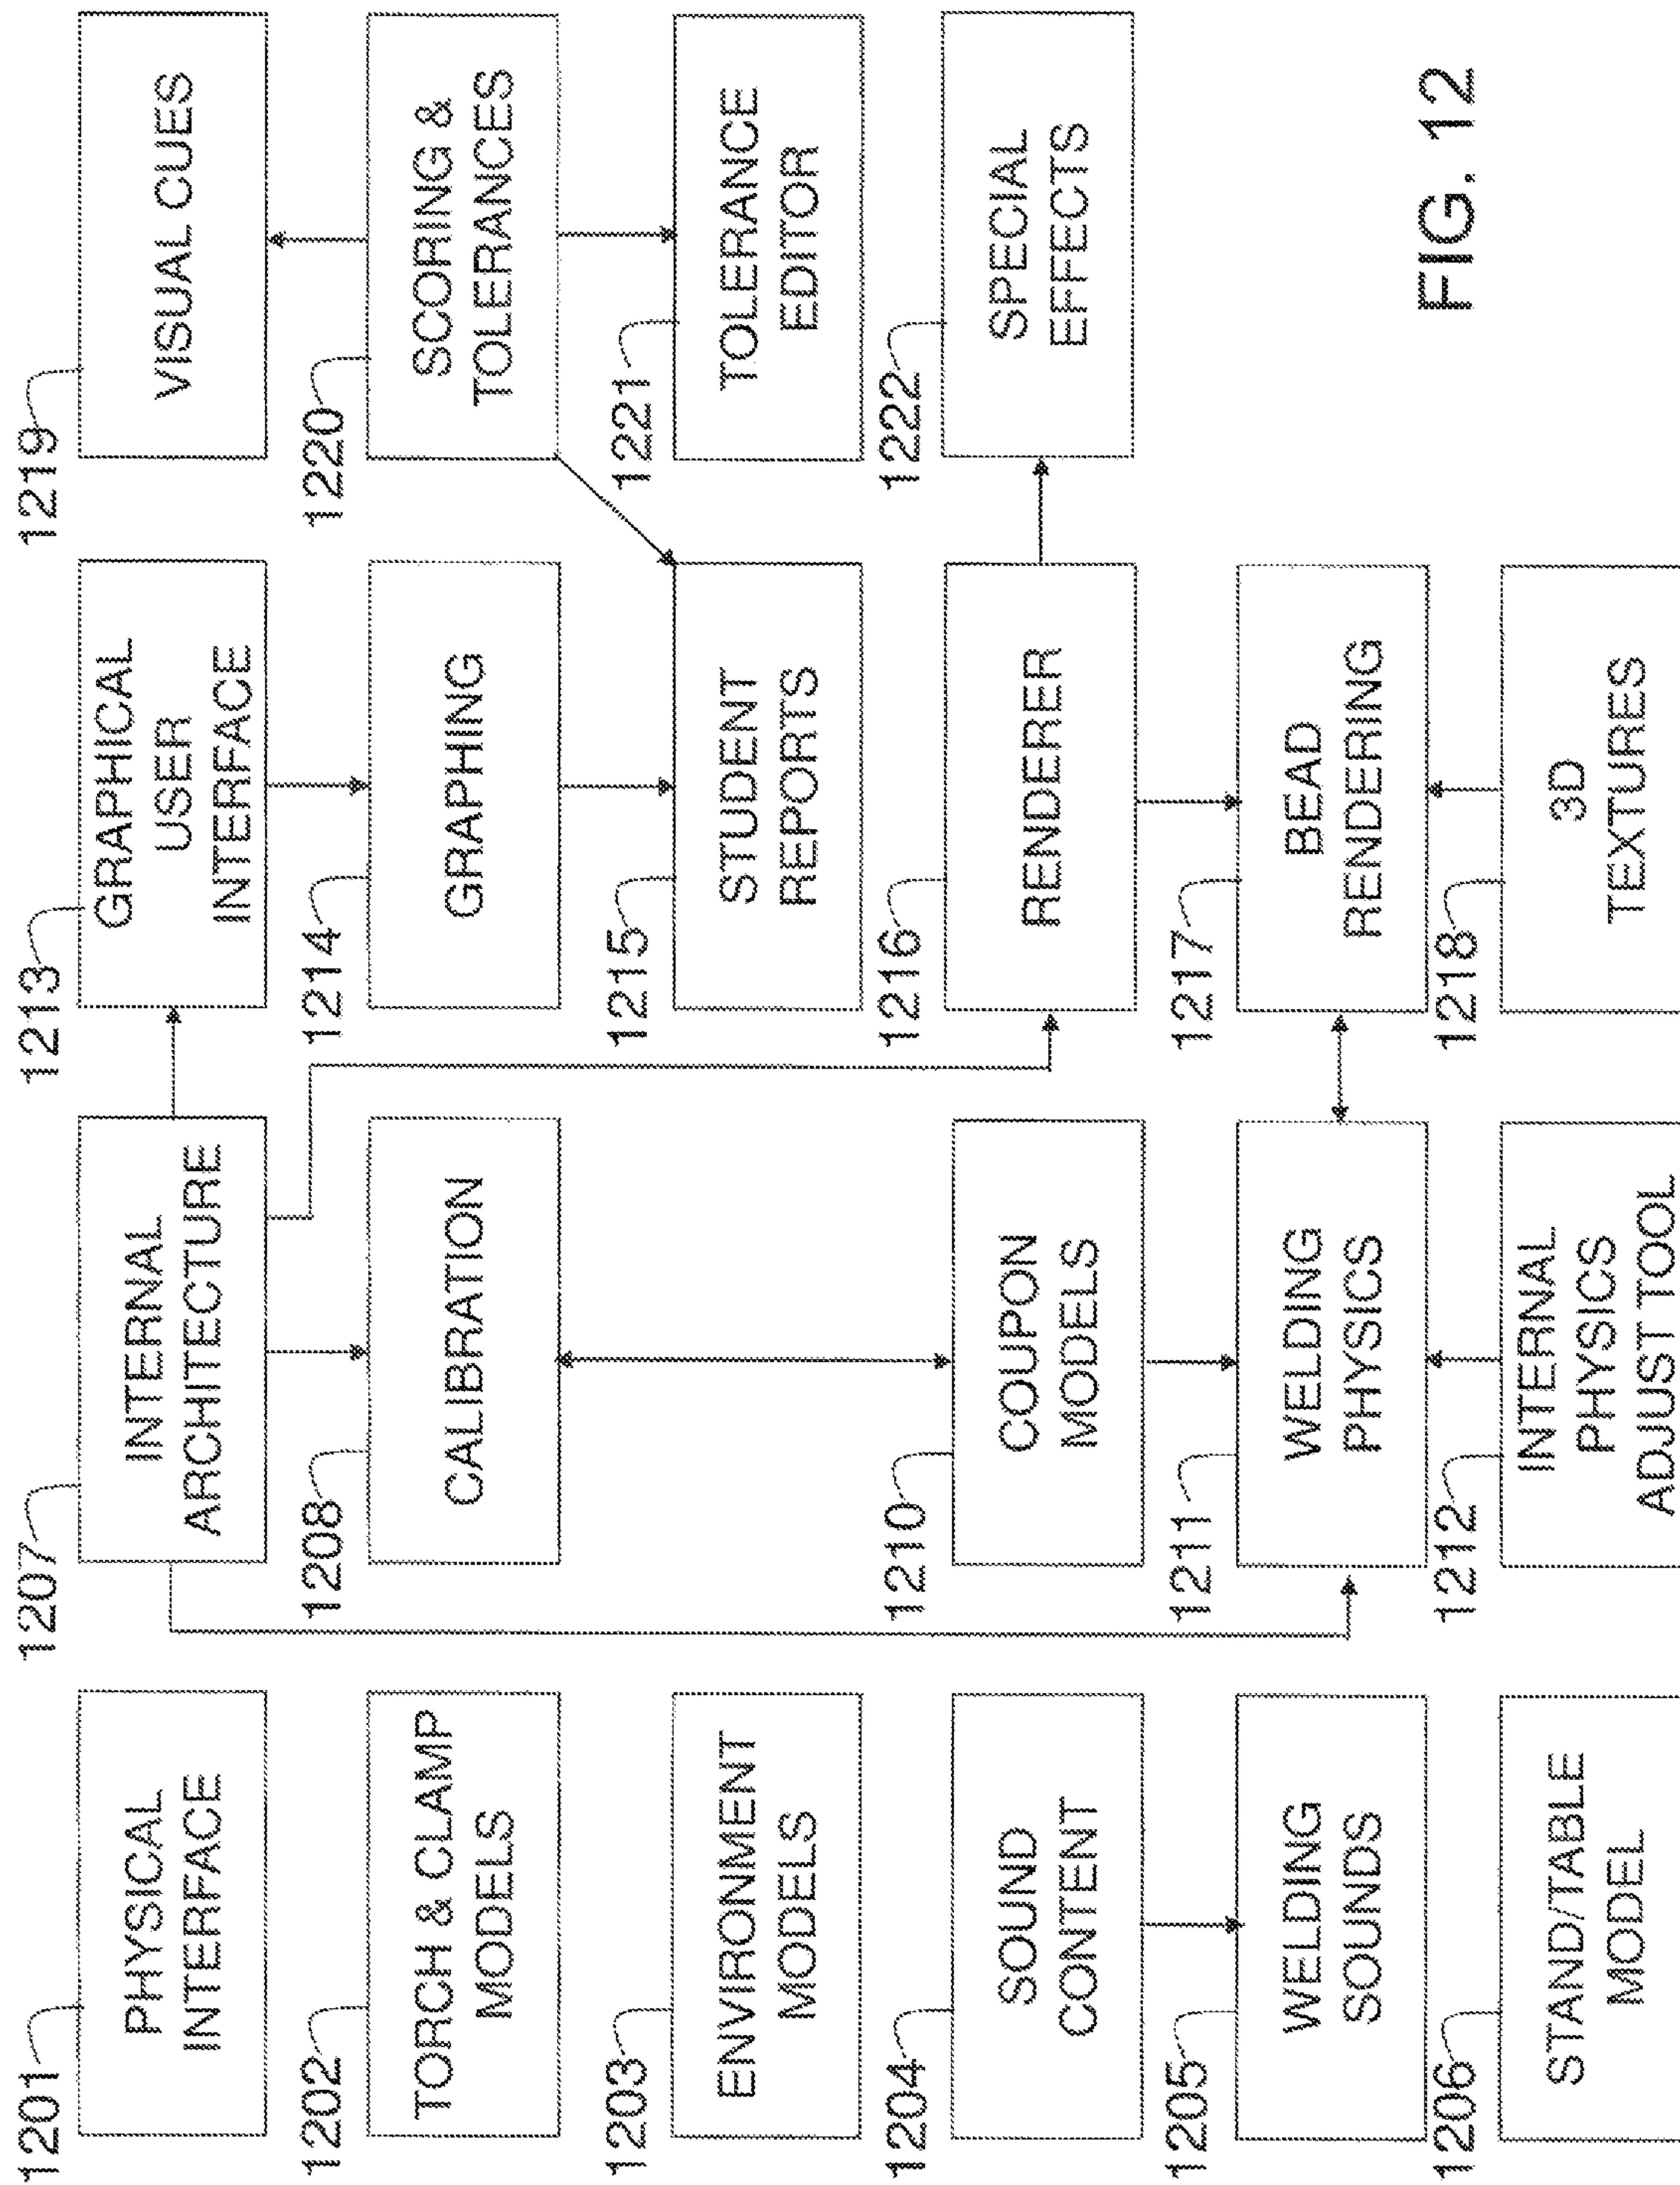 1201
PHYSICAL
INTERFACE
1202
TORCH & CLAMP
MODELS
1203
ENVIRONMENT
MODELS
1204
SOUND
CONTENT
1205
WELDING
SOUNDS
1206
STAND/TABLE
MODEL
1207
INTERNAL
ARCHITECTURE
1208
CALIBRATION
1210
COUPON
MODELS
1211
WELDING
PHYSICS
1212
INTERNAL
PHYSICS
ADJUST TOOL
1213
GRAPHICAL
USER
INTERFACE
1214
GRAPHING
1215
STUDENT
REPORTS
1216
RENDERER
1217
BEAD
RENDERING
1218
3D
TEXTURES
1219
VISUAL CUES
1220
SCORING &
TOLERANCES
1221
TOLERANCE
EDITOR
1222
SPECIAL
EFFECTS
FIG. 12